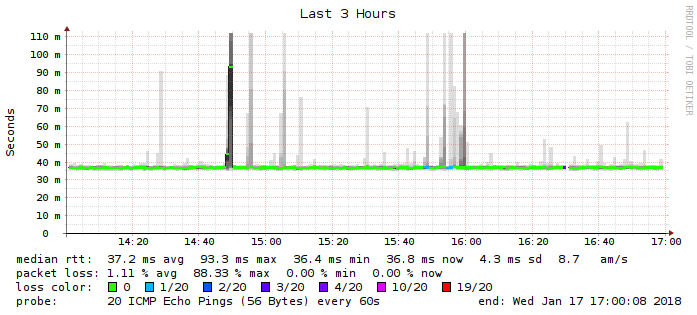 Last 3 Hours
RRDTOOL / TOBI OETIKER
Seconds
110 m
100 m
90 m
80 m
70 m
60 m
50 m
40 m
30 m
20 m
10 m
0
14:20 14:40 15:00 15:20 15:40 16:00 16:20 16:40 17:00
median rtt: 37.2 ms avg 93.3 ms max 36.4 ms min 36.8 ms now 4.3 ms sd 8.7 am/s
packet loss: 1.11 % avg 88.33 % max 0.00 % min 0.00 % now
loss color: 0 1/20 2/20 3/20 4/20 10/20 19/20
probe: 20 ICMP Echo Pings (56 Bytes) every 60s end: Wed Jan 17 17:00:08 2018